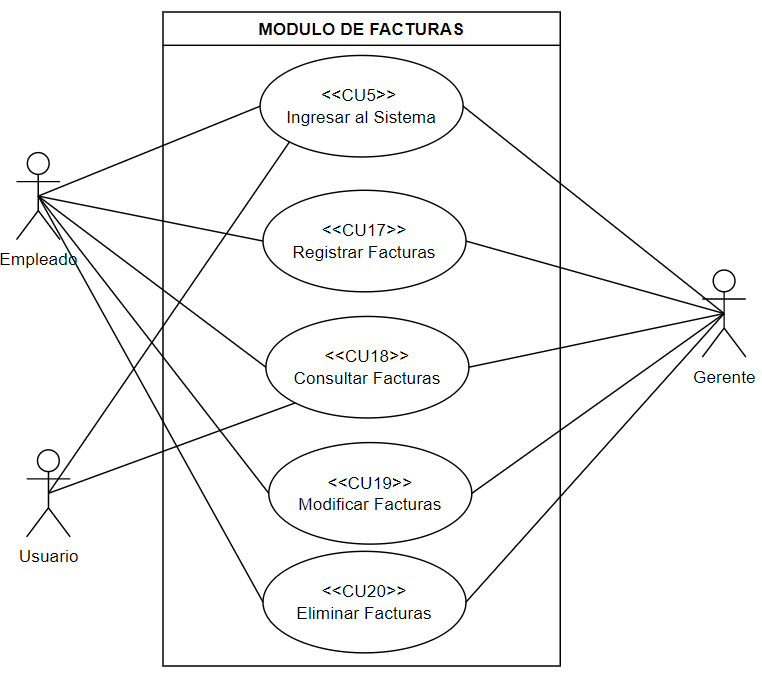 MODULO DE FACTURAS
<<CU5>>
Ingresar al Sistema
<<CU17>>
Registrar Facturas
Empleado
<<CU18>>
Consultar Facturas
Gerente
<<CU19>>
Modificar Facturas
Usuario
<<CU20>>
Eliminar Facturas